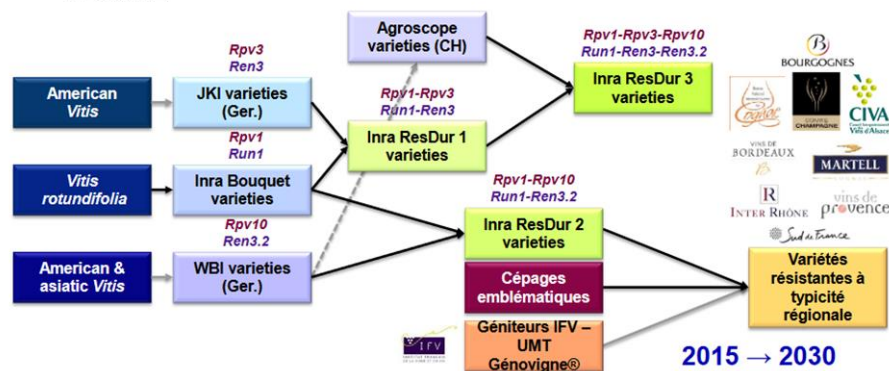 Rpv3
Ren3
Agroscope
varieties (CH)
Rpv1-Rpv3-Rpv10
Run1-Ren3-Ren3.2
BOURGOGNES
American
Vitis
JKI varieties
(Ger.)
Rpv1-Rpv3
Run1-Ren3
Inra ResDur 3
varieties
Cognac
CHAMPAGNE
CIVA
Vins d'Alsace
Rpv1
Run1
Inra ResDur 1
varieties
VINS DE
BORDEAUX
B
MARTELL
Vitis
rotundifolia
Inra Bouquet
varieties
Rpv1-Rpv10
Run1-Ren3.2
R
INTER RHÔNE
vins de
provence
Rpv10
Ren3.2
Inra ResDur 2
varieties
Sud de France
American &
asiatic Vitis
WBI varieties
(Ger.)
Cépages
emblématiques
Variétés
résistantes à
typicité
régionale
IFV
Géniteurs IFV –
UMT
Génovigne®
2015 → 2030